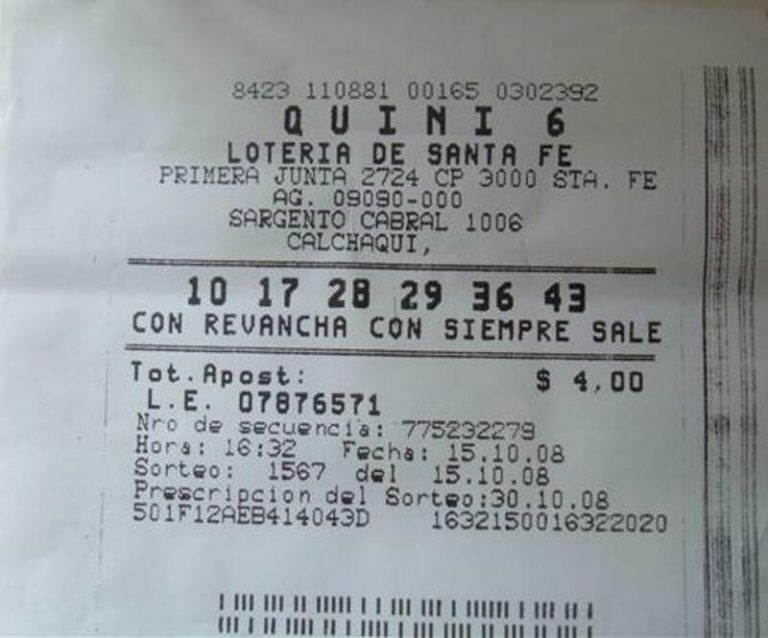 8423 110881 00165 0302392
QUINI 6
LOTERIA DE SANTA FE
PRIMERA JUNTA 2724 CP 3000 STA. FE
AG. 09090-000
SARGENTO CABRAL 1006
CALCHAQUI,
10 17 28 29 36 43
CON REVANCHA CON SIEMPRE SALE
Tot.Apost: $ 4,00
L.E. 07876571
Nro de secuencia: 775232279
Hora: 16:32 Fecha: 15.10.08
Sorteo: 1567 del 15.10.08
Prescripcion del Sorteo:30.10.08
501F12AEB414043D 1632150016322020